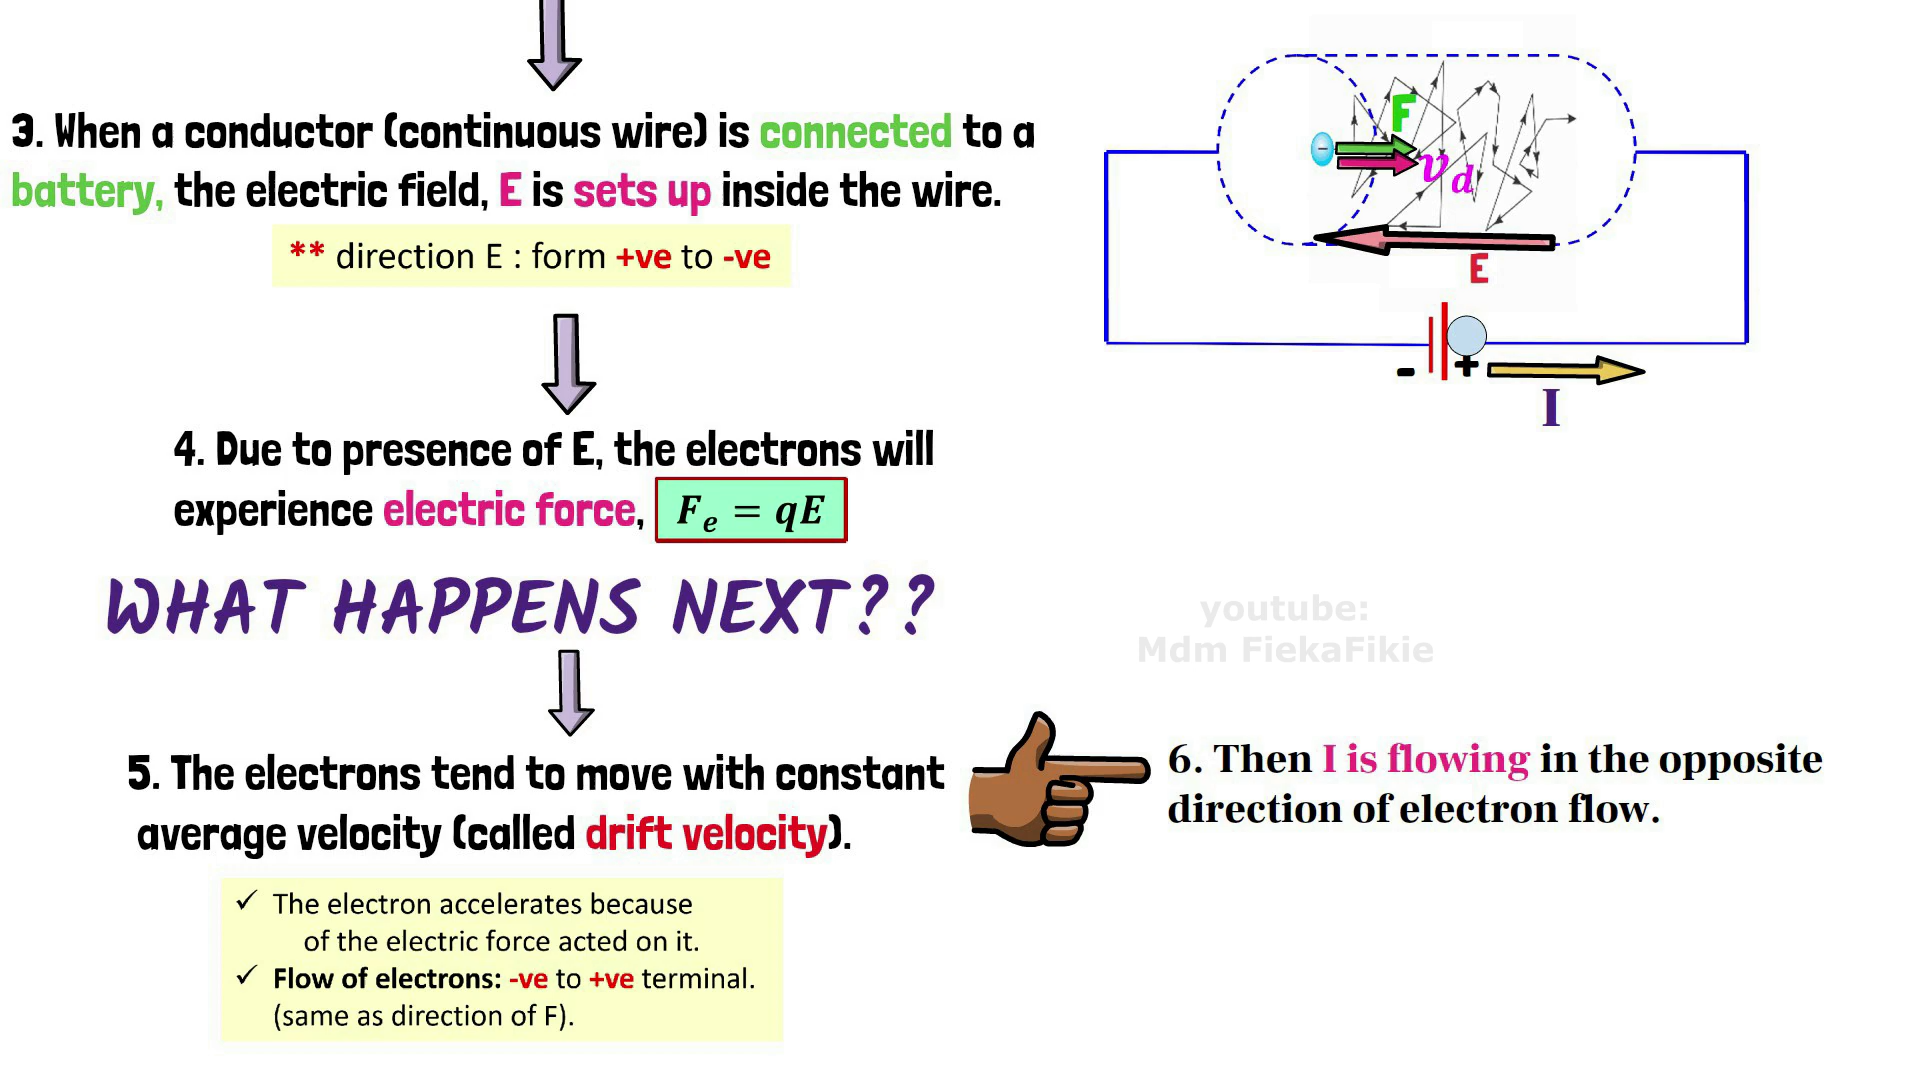 3. When a conductor (continuous wire) is connected to a
battery, the electric field, E is sets up inside the wire.
** direction E : form +ve to -ve
4. Due to presence of E, the electrons will
experience electric force, F_e = qE
WHAT HAPPENS NEXT??
5. The electrons tend to move with constant
average velocity (called drift velocity).
✓ The electron accelerates because
of the electric force acted on it.
✓ Flow of electrons: -ve to +ve terminal.
(same as direction of F).
F
-
v_d
E
- +
I
youtube:
Mdm FiekaFikie
6. Then I is flowing in the opposite
direction of electron flow.